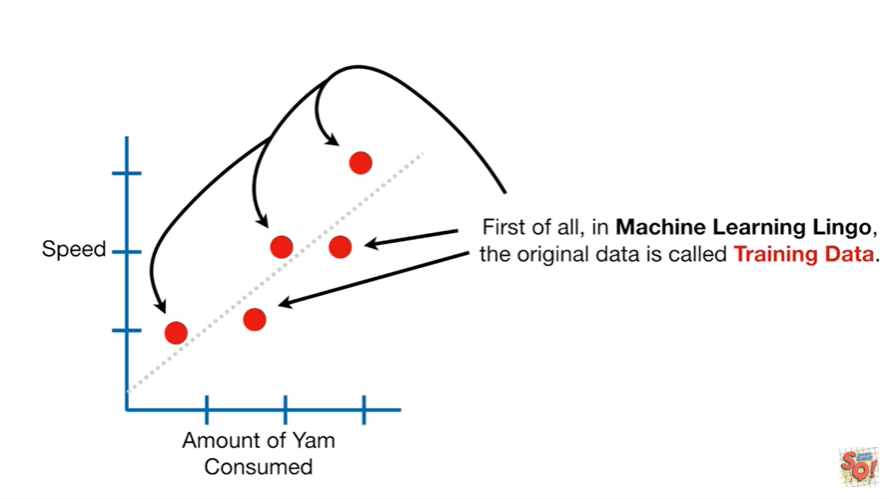 Speed
First of all, in Machine Learning Lingo,
the original data is called Training Data.
Amount of Yam
Consumed
SO!